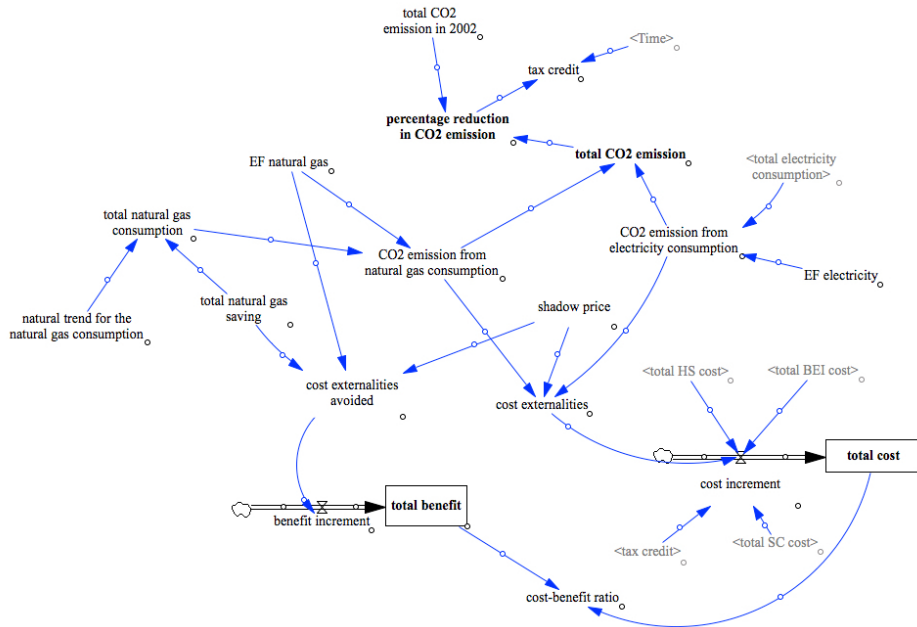 total CO2
emission in 2002
<Time>
tax credit
percentage reduction
in CO2 emission
total CO2 emission
EF natural gas
<total electricity
consumption>
total natural gas
consumption
CO2 emission from
natural gas consumption
CO2 emission from
electricity consumption
EF electricity
natural trend for the
natural gas consumption
total natural gas
saving
shadow price
cost externalities
avoided
cost externalities
<total HS cost>
<total BEI cost>
total cost
cost increment
total benefit
benefit increment
<tax credit>
<total SC cost>
cost-benefit ratio